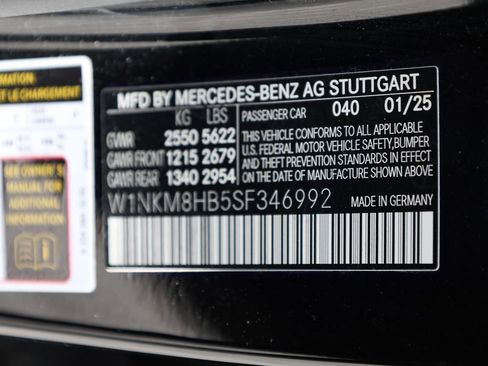 MFD BY MERCEDES-BENZ AG STUTTGART
KG LBS
PASSENGER CAR 040 01/25
GVWR 2550 5622
GAWR FRONT 1215 2679
GAWR REAR 1340 2954
THIS VEHICLE CONFORMS TO ALL APPLICABLE
U.S. FEDERAL MOTOR VEHICLE SAFETY, BUMPER
AND THEFT PREVENTION STANDARDS IN EFFECT
ON THE DATE OF MANUFACTURE SHOWN ABOVE
W1NKM8HB5SF346992
MADE IN GERMANY
SEE OWNER'S
MANUAL FOR
ADDITIONAL
INFORMATION